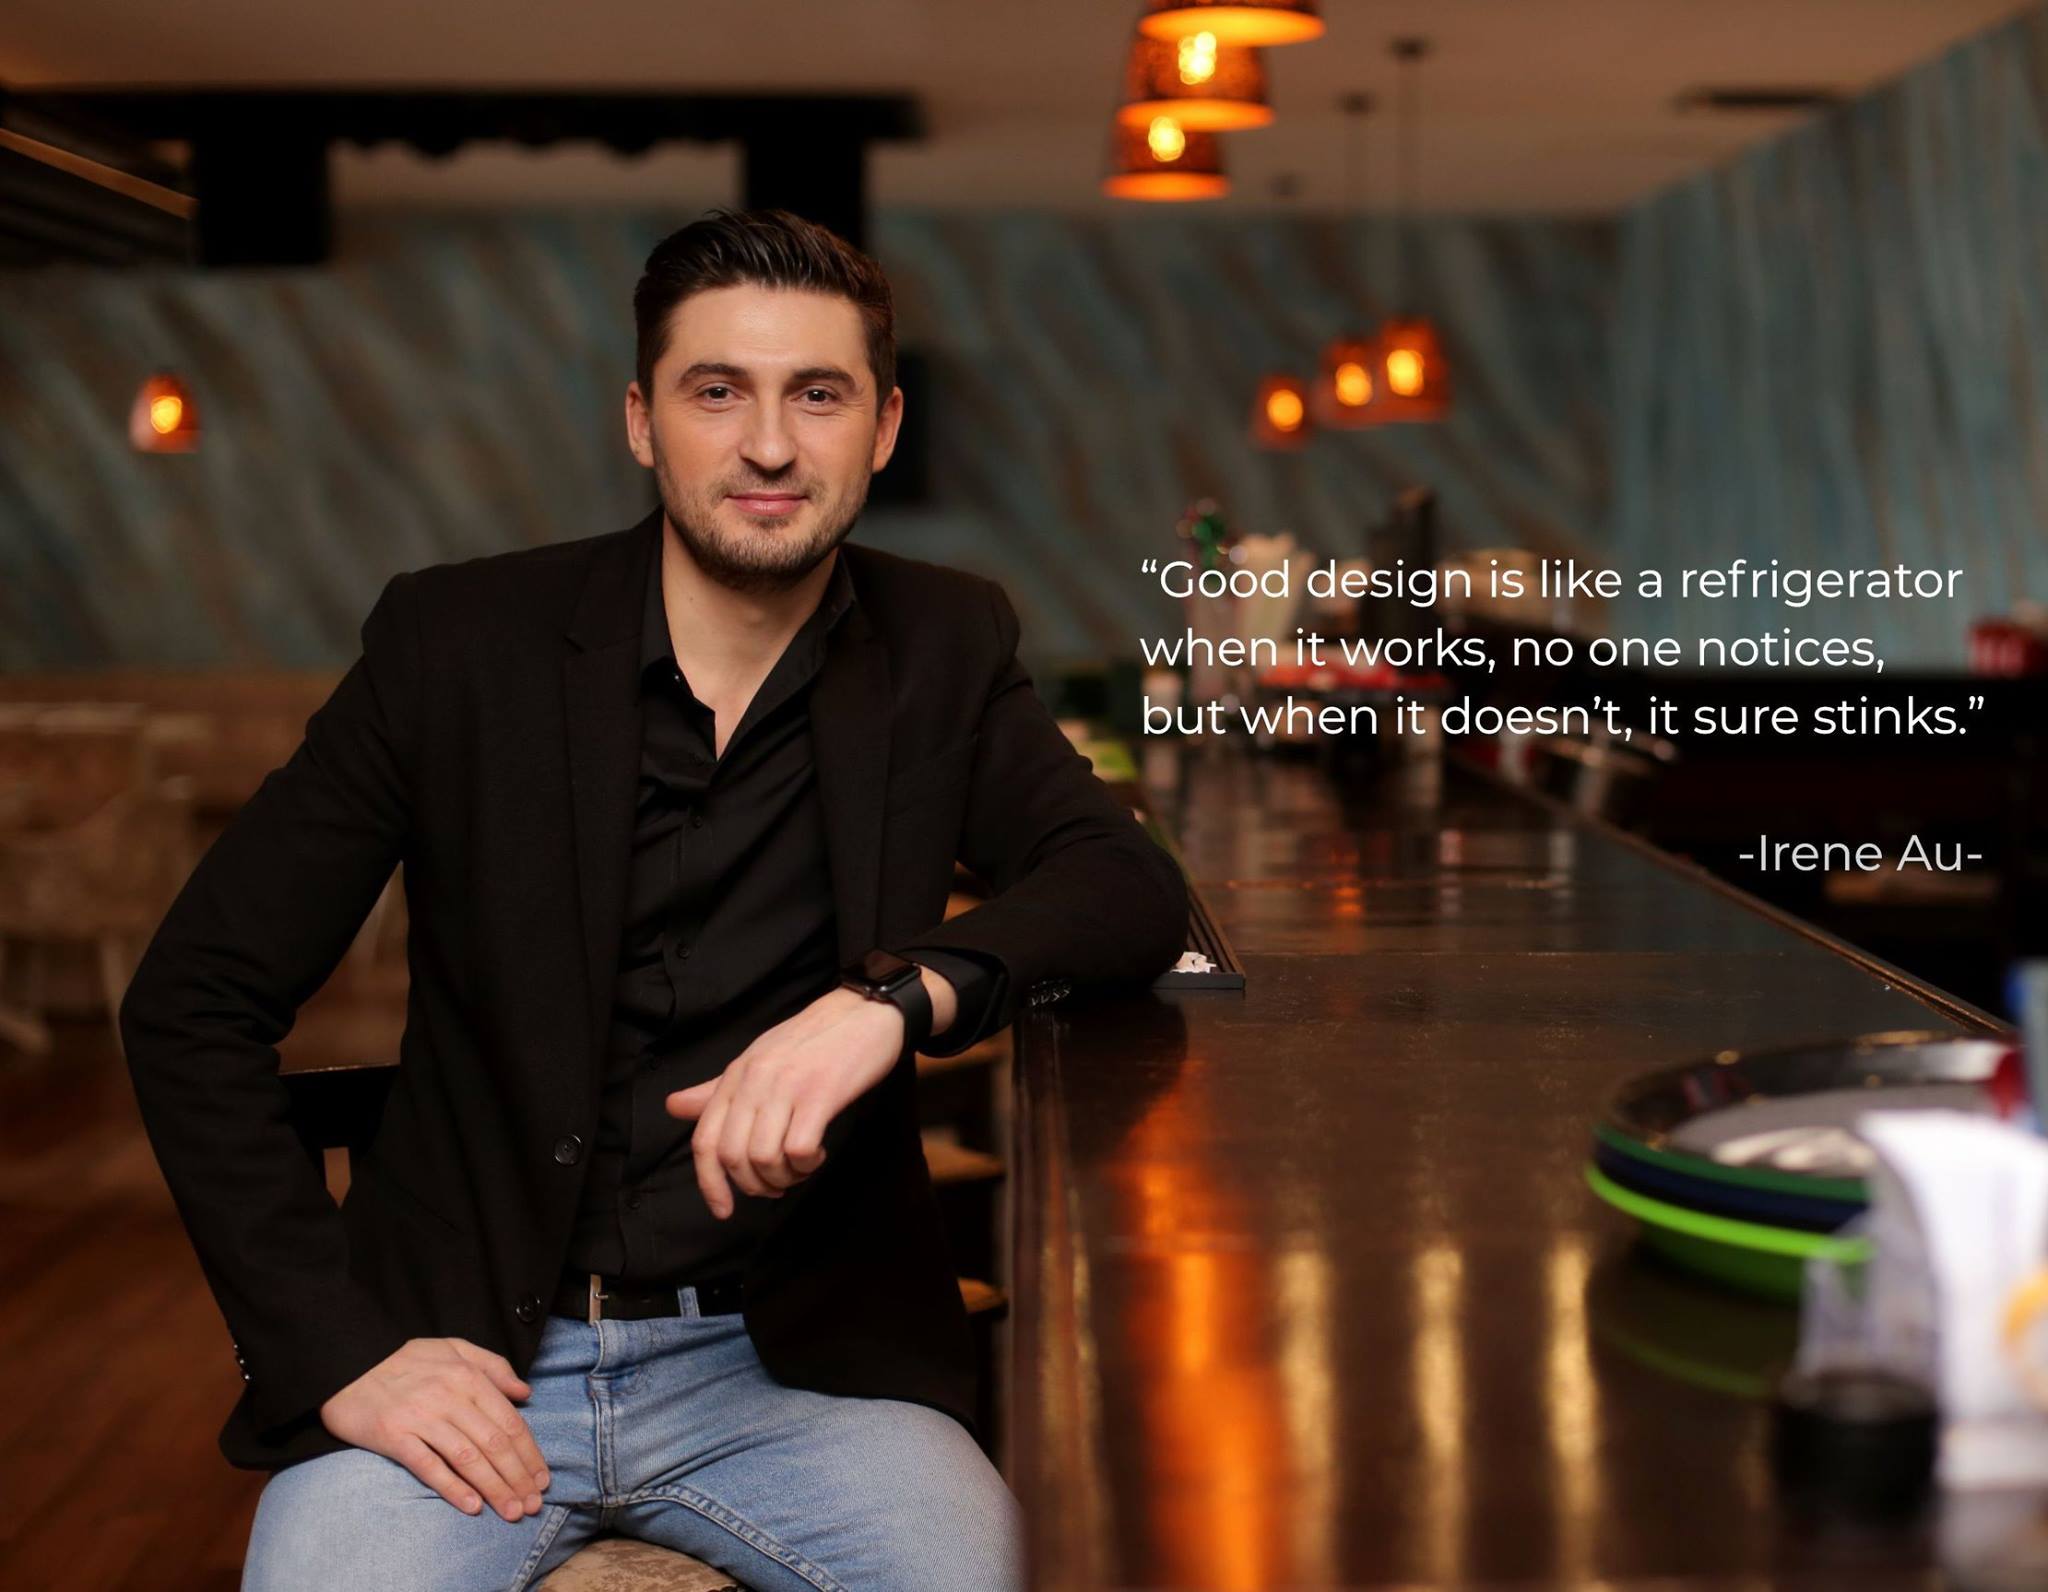 “Good design is like a refrigerator
when it works, no one notices,
but when it doesn’t, it sure stinks.”
-Irene Au-